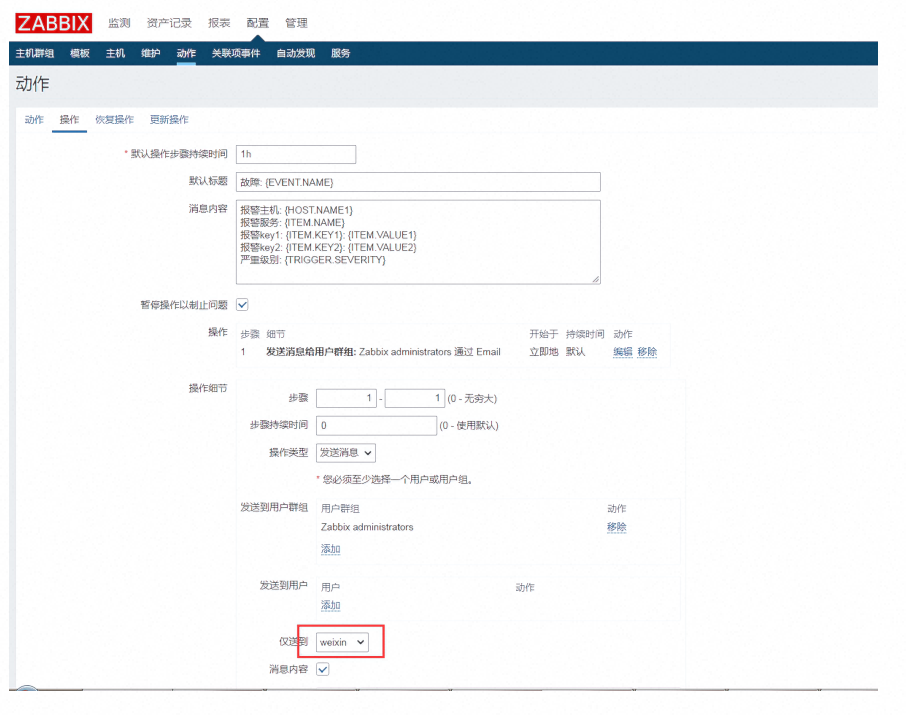 ZABBIX 监测 资产记录 报表 配置 管理
主机群组 模板 主机 维护 动作 关联项事件 自动发现 服务
动作
动作 操作 恢复操作 更新操作
* 默认操作步骤持续时间 1h
默认标题 故障: {EVENT.NAME}
消息内容 报警主机: {HOST.NAME1}
报警服务: {ITEM.NAME}
报警key1: {ITEM.KEY1}: {ITEM.VALUE1}
报警key2: {ITEM.KEY2}: {ITEM.VALUE2}
严重级别: {TRIGGER.SEVERITY}
暂停操作以制止问题
操作 步骤 细节 开始于 持续时间 动作
1 发送消息给用户群组: Zabbix administrators 通过 Email 立即地 默认 编辑 移除
操作细节
步骤 1 - 1 (0 - 无穷大)
步骤持续时间 0 (0 - 使用默认)
操作类型 发送消息
* 您必须至少选择一个用户或用户组。
发送到用户群组 用户群组 动作
Zabbix administrators 移除
添加
发送到用户 用户 动作
添加
仅送到 weixin
消息内容